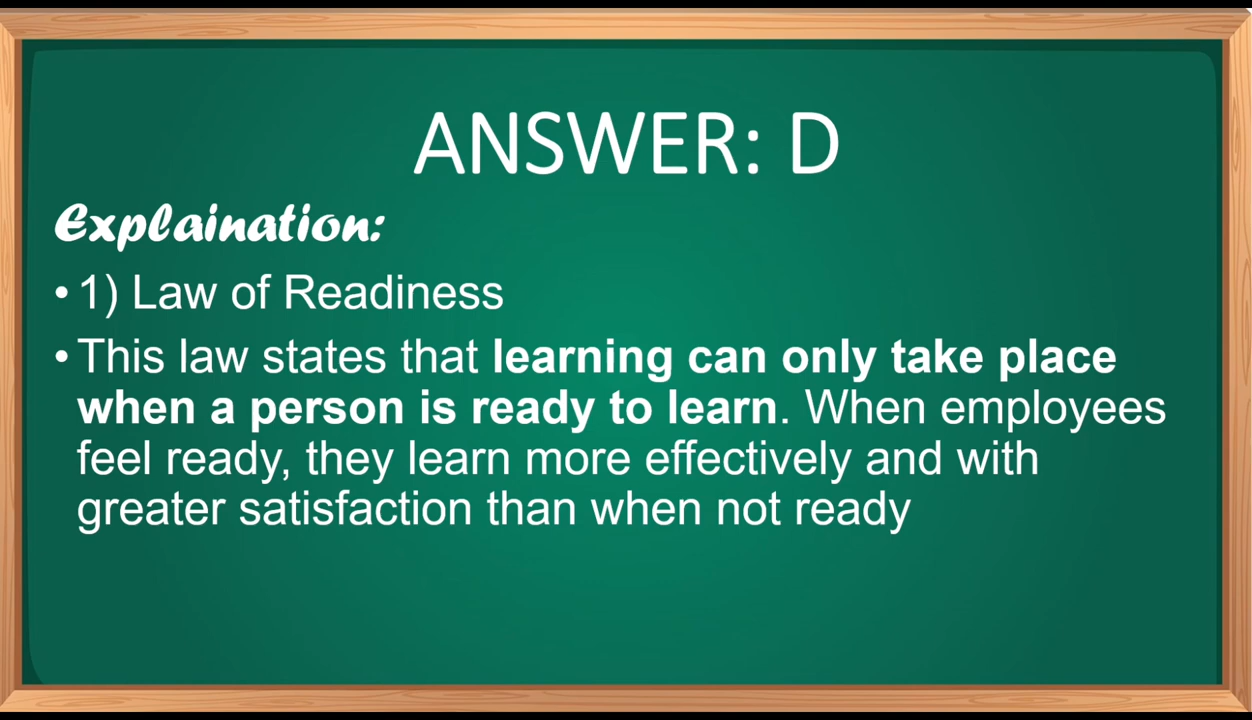 ANSWER: D
Explaination:
• 1) Law of Readiness
• This law states that learning can only take place
when a person is ready to learn. When employees
feel ready, they learn more effectively and with
greater satisfaction than when not ready